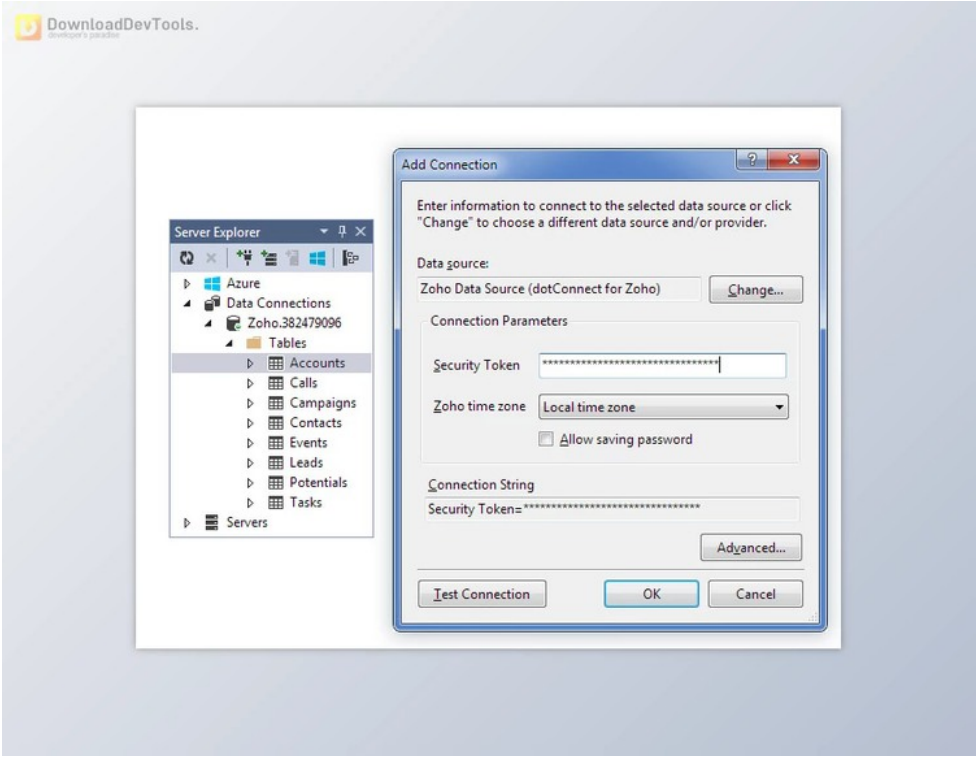 DownloadDevTools.
developer's paradise
Server Explorer
Azure
Data Connections
Zoho.382479096
Tables
Accounts
Calls
Campaigns
Contacts
Events
Leads
Potentials
Tasks
Servers
Add Connection
Enter information to connect to the selected data source or click
"Change" to choose a different data source and/or provider.
Data source:
Zoho Data Source (dotConnect for Zoho)
Change...
Connection Parameters
Security Token ********************************
Zoho time zone Local time zone
Allow saving password
Connection String
Security Token=********************************
Advanced...
Test Connection OK Cancel